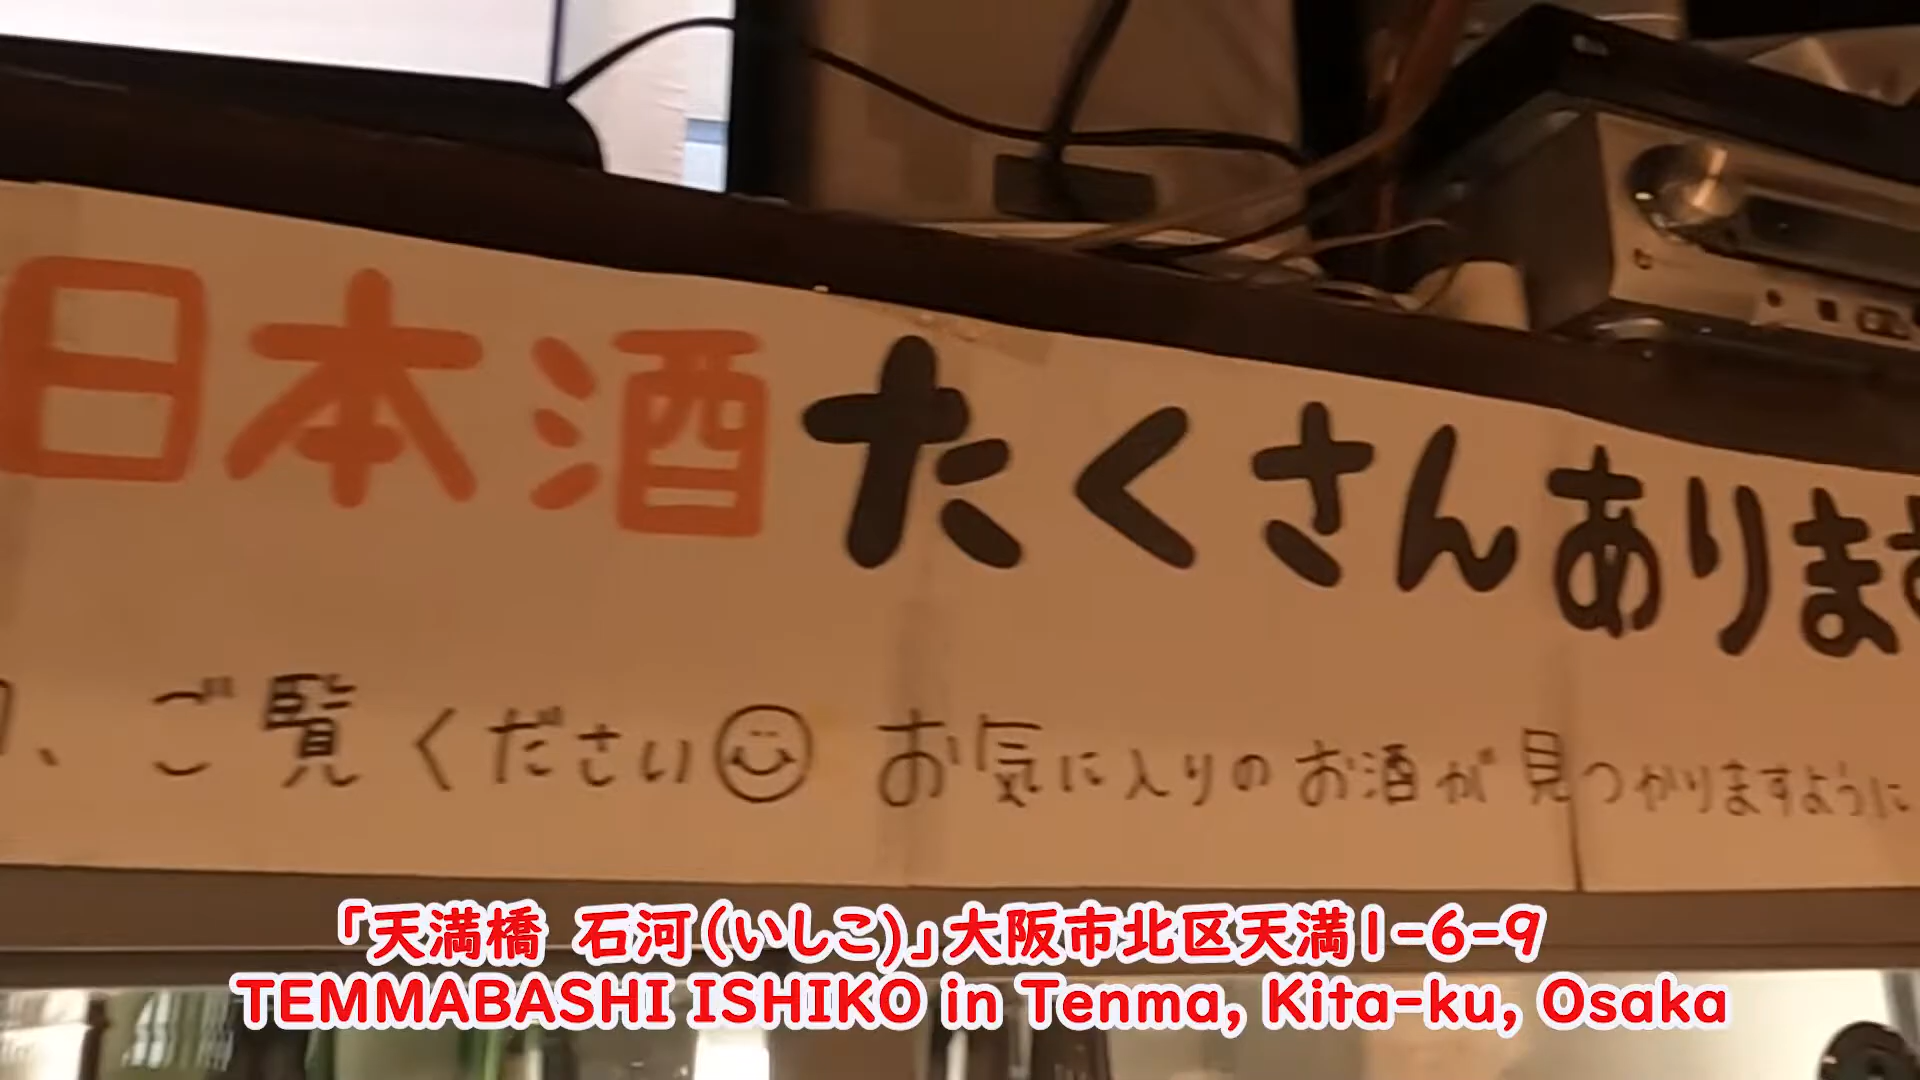 日本酒たくさんありま
、ご覧ください お気に入りのお酒が見つかりますように
「天満橋 石河(いしこ)」大阪市北区天満1-6-9
TEMMABASHI ISHIKO in Tenma, Kita-ku, Osaka